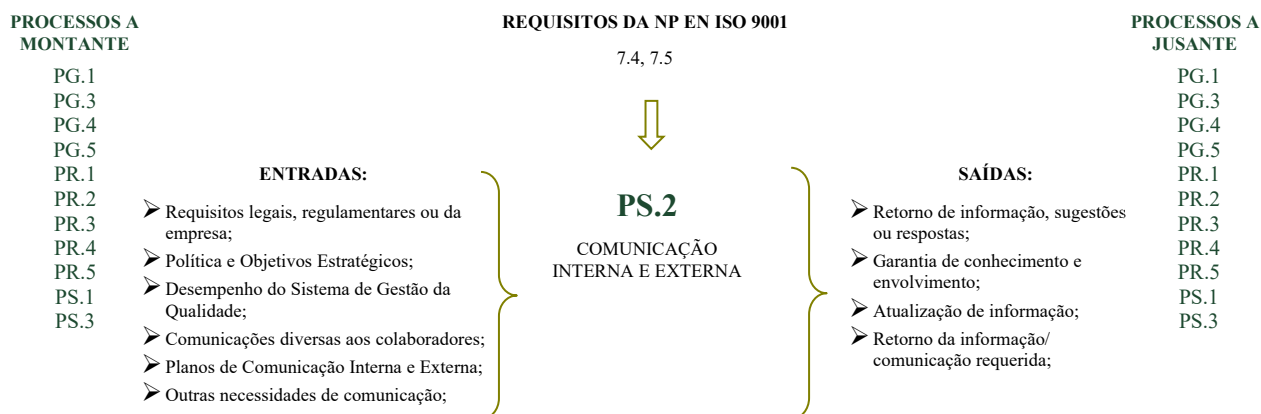 PROCESSOS A
MONTANTE
PG.1
PG.3
PG.4
PG.5
PR.1
PR.2
PR.3
PR.4
PR.5
PS.1
PS.3
ENTRADAS:
Requisitos legais, regulamentares ou da
empresa;
Política e Objetivos Estratégicos;
Desempenho do Sistema de Gestão da
Qualidade;
Comunicações diversas aos colaboradores;
Planos de Comunicação Interna e Externa;
Outras necessidades de comunicação;
REQUISITOS DA NP EN ISO 9001
7.4, 7.5
PS.2
COMUNICAÇÃO
INTERNA E EXTERNA
SAÍDAS:
Retorno de informação, sugestões
ou respostas;
Garantia de conhecimento e
envolvimento;
Atualização de informação;
Retorno da informação/
comunicação requerida;
PROCESSOS A
JUSANTE
PG.1
PG.3
PG.4
PG.5
PR.1
PR.2
PR.3
PR.4
PR.5
PS.1
PS.3